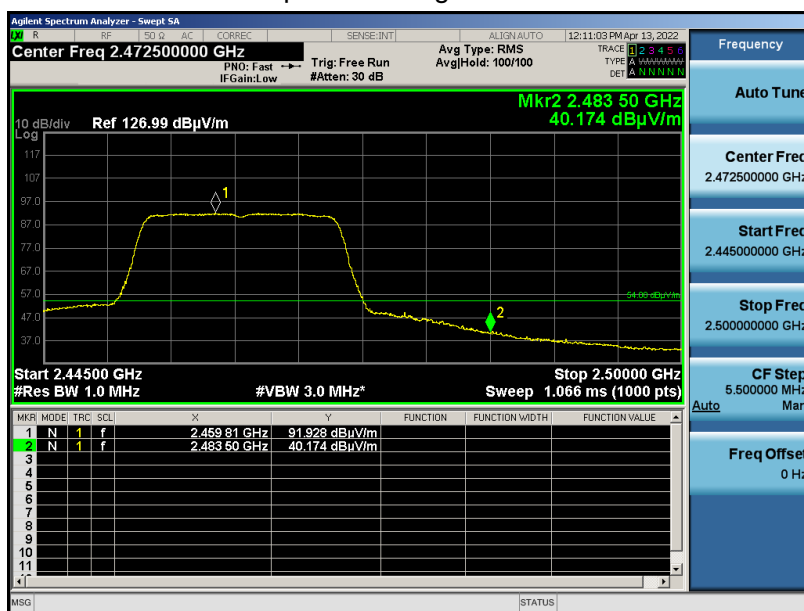 Agilent Spectrum Analyzer - Swept SA
LXI R RF 50 Ω AC CORREC SENSE:INT ALIGN AUTO 12:11:03 PM Apr 13, 2022
Center Freq 2.472500000 GHz
PNO: Fast Trig: Free Run
IFGain:Low #Atten: 30 dB
Avg Type: RMS
Avg|Hold: 100/100
TRACE 1 2 3 4 5 6
TYPE A WWWWW
DET A N N N N N
Mkr2 2.483 50 GHz
40.174 dBµV/m
10 dB/div Ref 126.99 dBµV/m
Log
117
107
97.0
87.0
77.0
67.0
57.0
47.0
37.0
1
2
54.00 dBµV/m
Start 2.44500 GHz Stop 2.50000 GHz
#Res BW 1.0 MHz #VBW 3.0 MHz* Sweep 1.066 ms (1000 pts)
MKR MODE TRC SCL X Y FUNCTION FUNCTION WIDTH FUNCTION VALUE
1 N 1 f 2.459 81 GHz 91.928 dBµV/m
2 N 1 f 2.483 50 GHz 40.174 dBµV/m
3
4
5
6
7
8
9
10
11
MSG STATUS
Frequency
Auto Tune
Center Freq
2.472500000 GHz
Start Freq
2.445000000 GHz
Stop Freq
2.500000000 GHz
CF Step
5.500000 MHz
Auto Man
Freq Offset
0 Hz